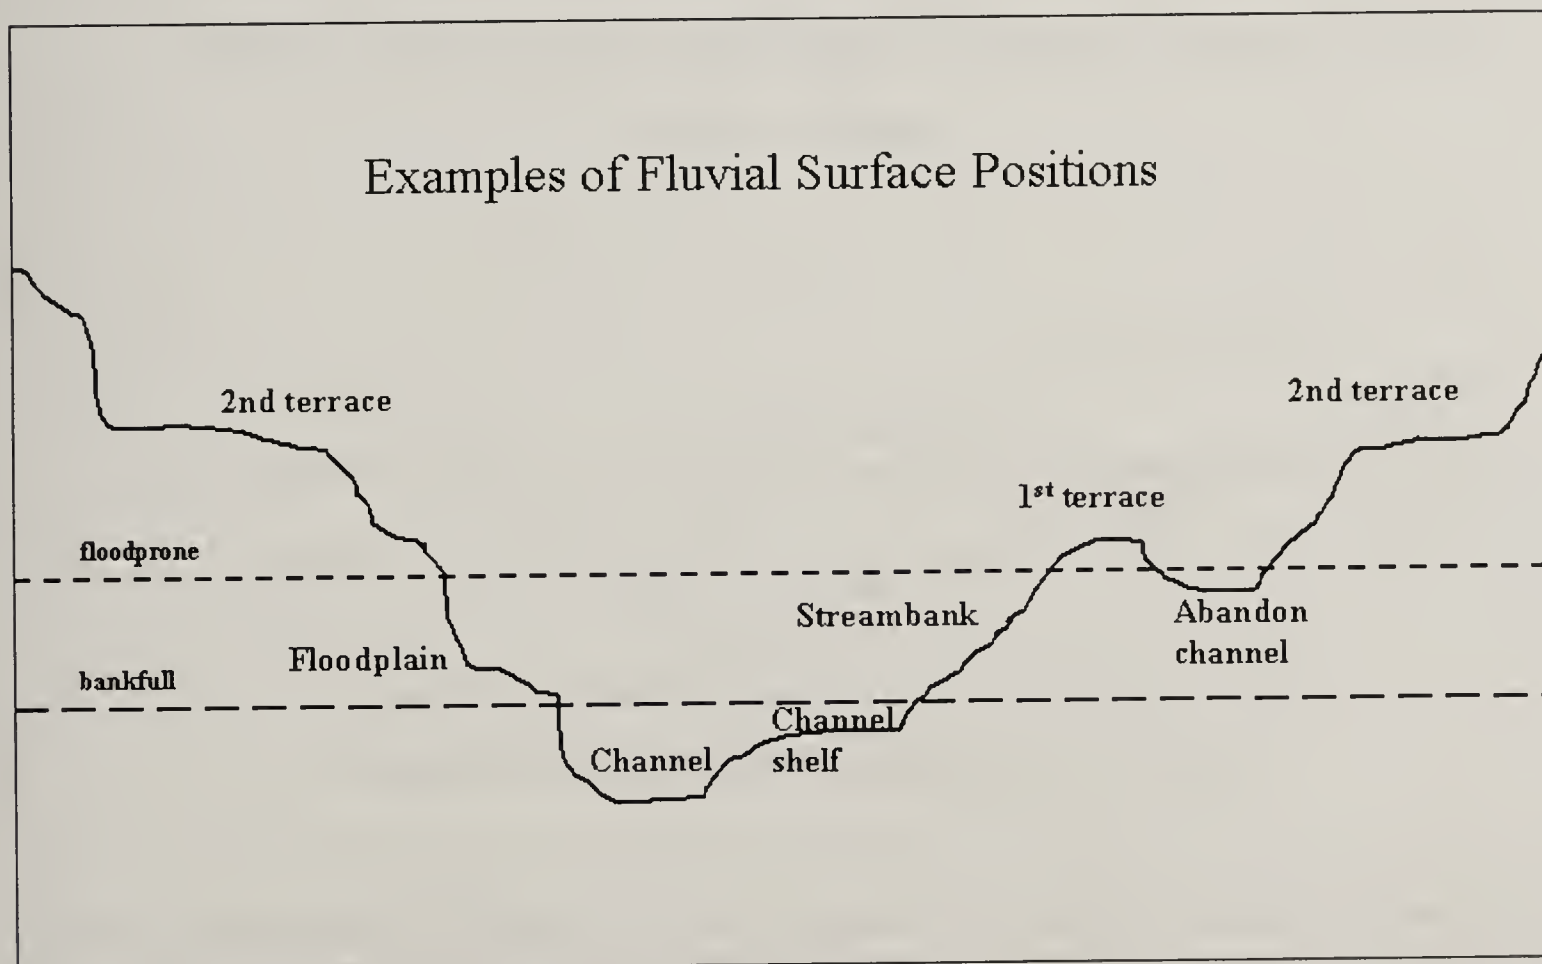 Examples of Fluvial Surface Positions
2nd terrace
2nd terrace
1st terrace
floodprone
Streambank
Abandon
channel
Floodplain
bankfull
Channel
shelf
Channel